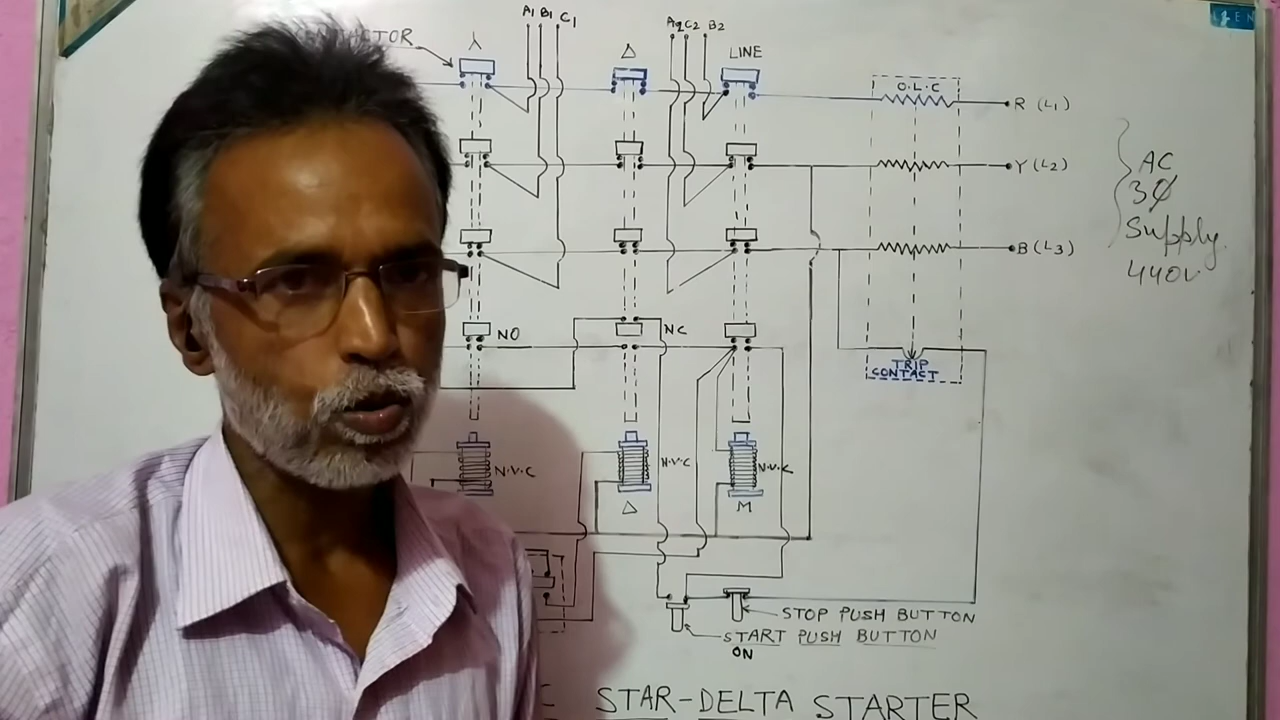 A1 B1 C1
A2 C2 B2
λ
Δ
LINE
O.L.C
R (L1)
Y (L2)
B (L3)
AC
3Ø
Supply
440V
NO
NC
TRIP
CONTACT
N.V.C
N.V.C
N.V.C
Δ
M
STOP PUSH BUTTON
START PUSH BUTTON
ON
STAR-DELTA STARTER